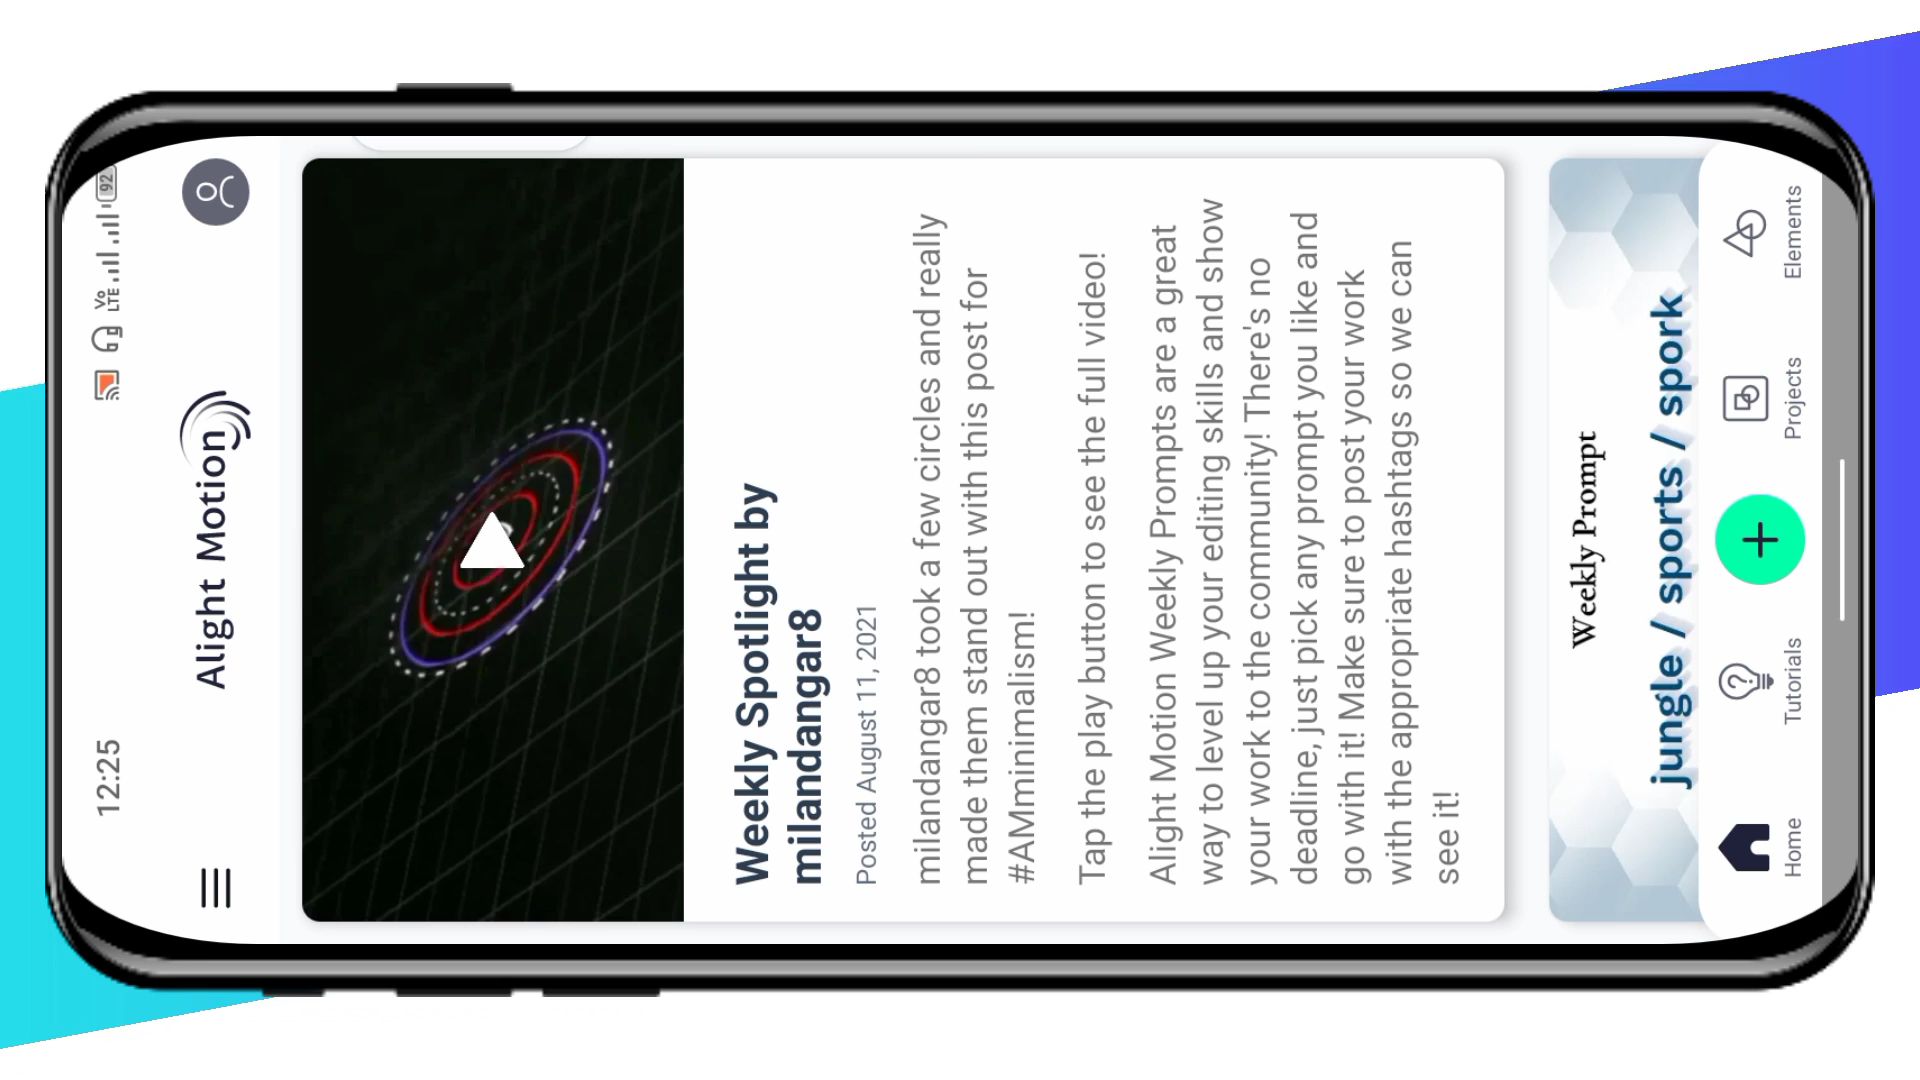 12:25
Vo
LTE
92
Alight Motion
Weekly Spotlight by
milandangar8
Posted August 11, 2021
milandangar8 took a few circles and really
made them stand out with this post for
#AMminimalism!
Tap the play button to see the full video!
Alight Motion Weekly Prompts are a great
way to level up your editing skills and show
your work to the community! There's no
deadline, just pick any prompt you like and
go with it! Make sure to post your work
with the appropriate hashtags so we can
see it!
Weekly Prompt
jungle / sports / spork
Home
Tutorials
Projects
Elements